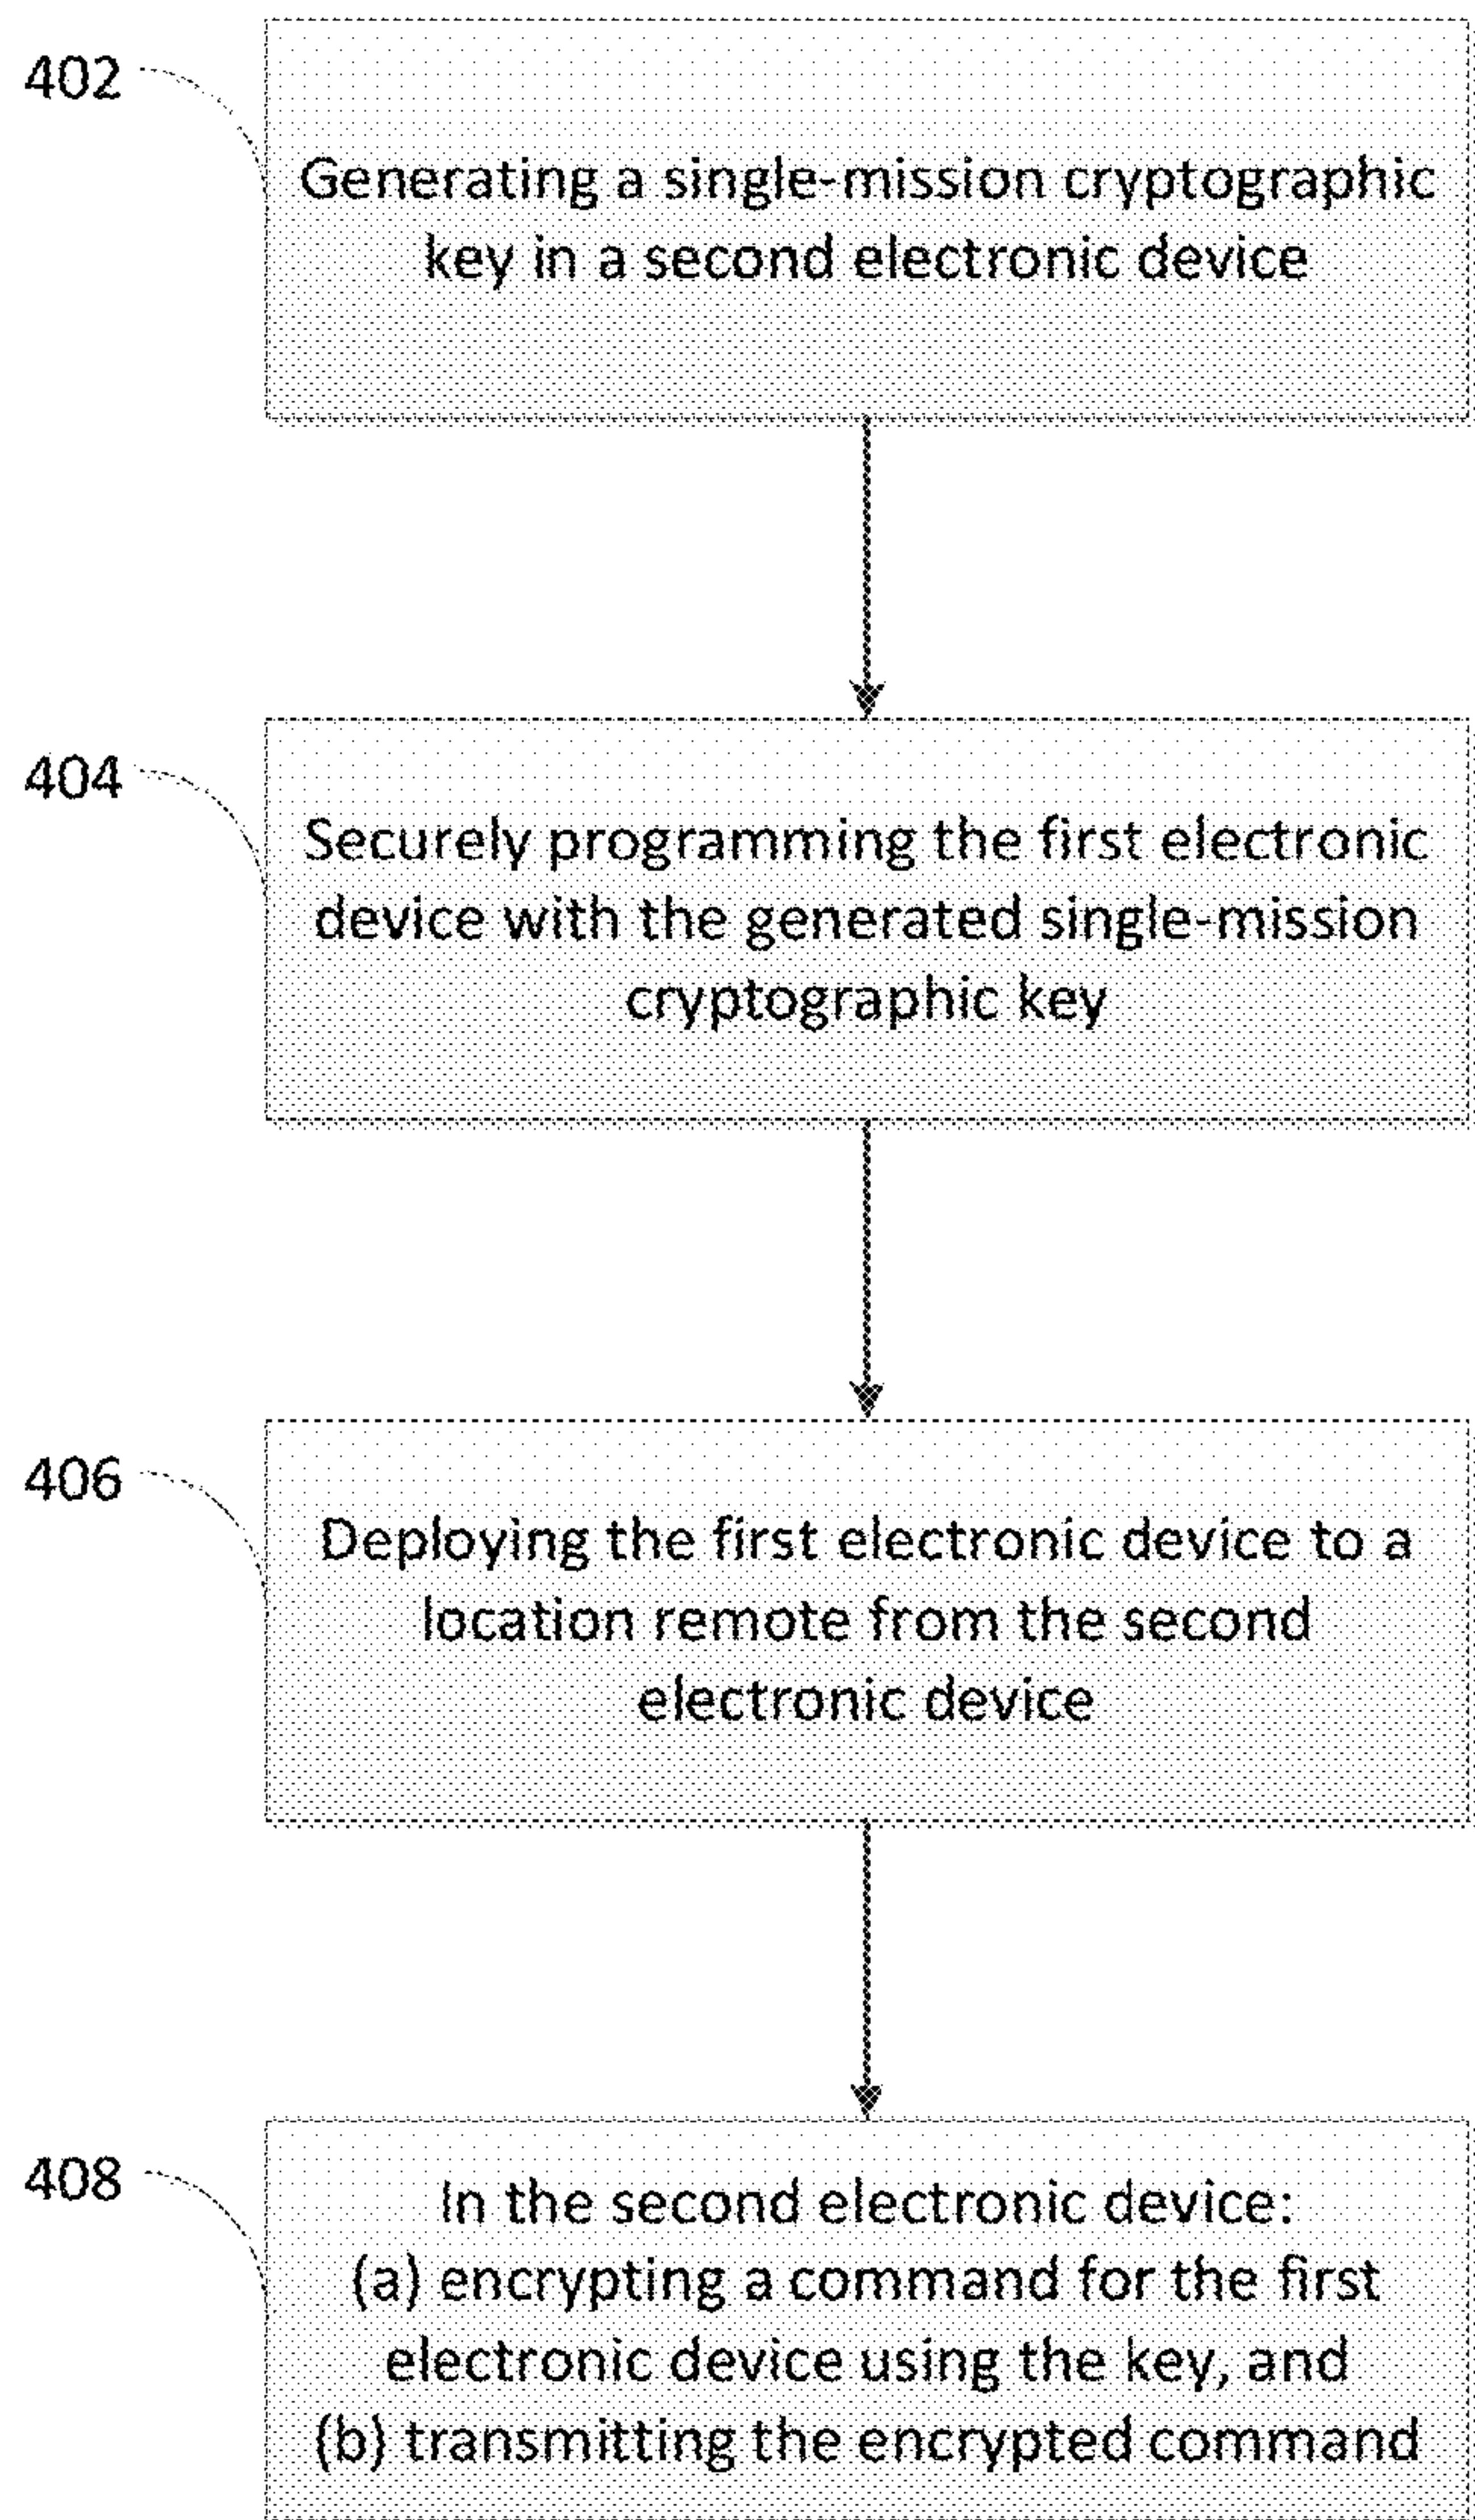 402
Generating a single-mission cryptographic
key in a second electronic device
404
Securely programming the first electronic
device with the generated single-mission
cryptographic key
406
Deploying the first electronic device to a
location remote from the second
electronic device
408
In the second electronic device:
(a) encrypting a command for the first
electronic device using the key, and
(b) transmitting the encrypted command